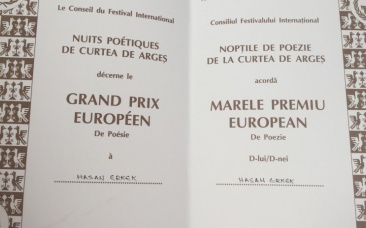 Le Conseil du Festival International
NUITS POÉTIQUES
DE CURTEA DE ARGEȘ
décerne le
GRAND PRIX
EUROPÉEN
De Poésie
à
HASAN ERKEK
Consiliul Festivalului International
NOPTILE DE POEZIE
DE LA CURTEA DE ARGEȘ
acordă
MARELE PREMIU
EUROPEAN
De Poezie
D-lui/D-nei
HASAN ERKEK